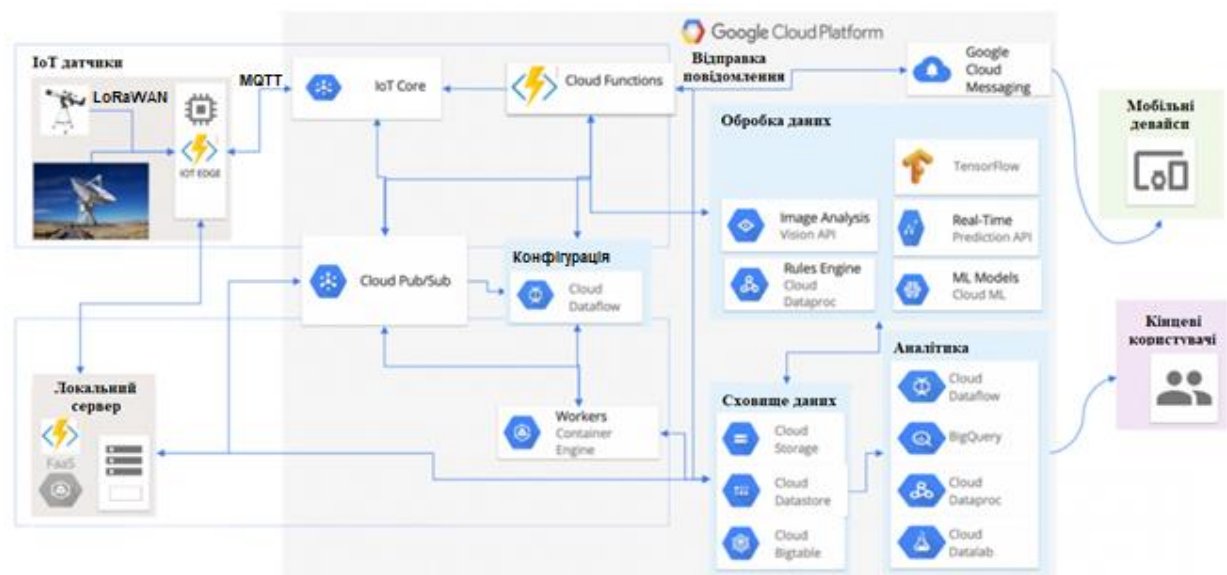 Google Cloud Platform
IoT датчики
LoRaWAN
IOT EDGE
MQTT
IoT Core
Cloud Functions
Відправка
повідомлення
Google
Cloud
Messaging
Мобільні
девайси
Обробка даних
TensorFlow
Image Analysis
Vision API
Real-Time
Prediction API
Rules Engine
Cloud
Dataproc
ML Models
Cloud ML
Cloud Pub/Sub
Конфігурація
Cloud
Dataflow
Локальний
сервер
FaaS
Workers
Container
Engine
Сховище даних
Cloud
Storage
Cloud
Datastore
Cloud
Bigtable
Аналітика
Cloud
Dataflow
BigQuery
Cloud
Dataproc
Cloud
Datalab
Кінцеві
користувачі